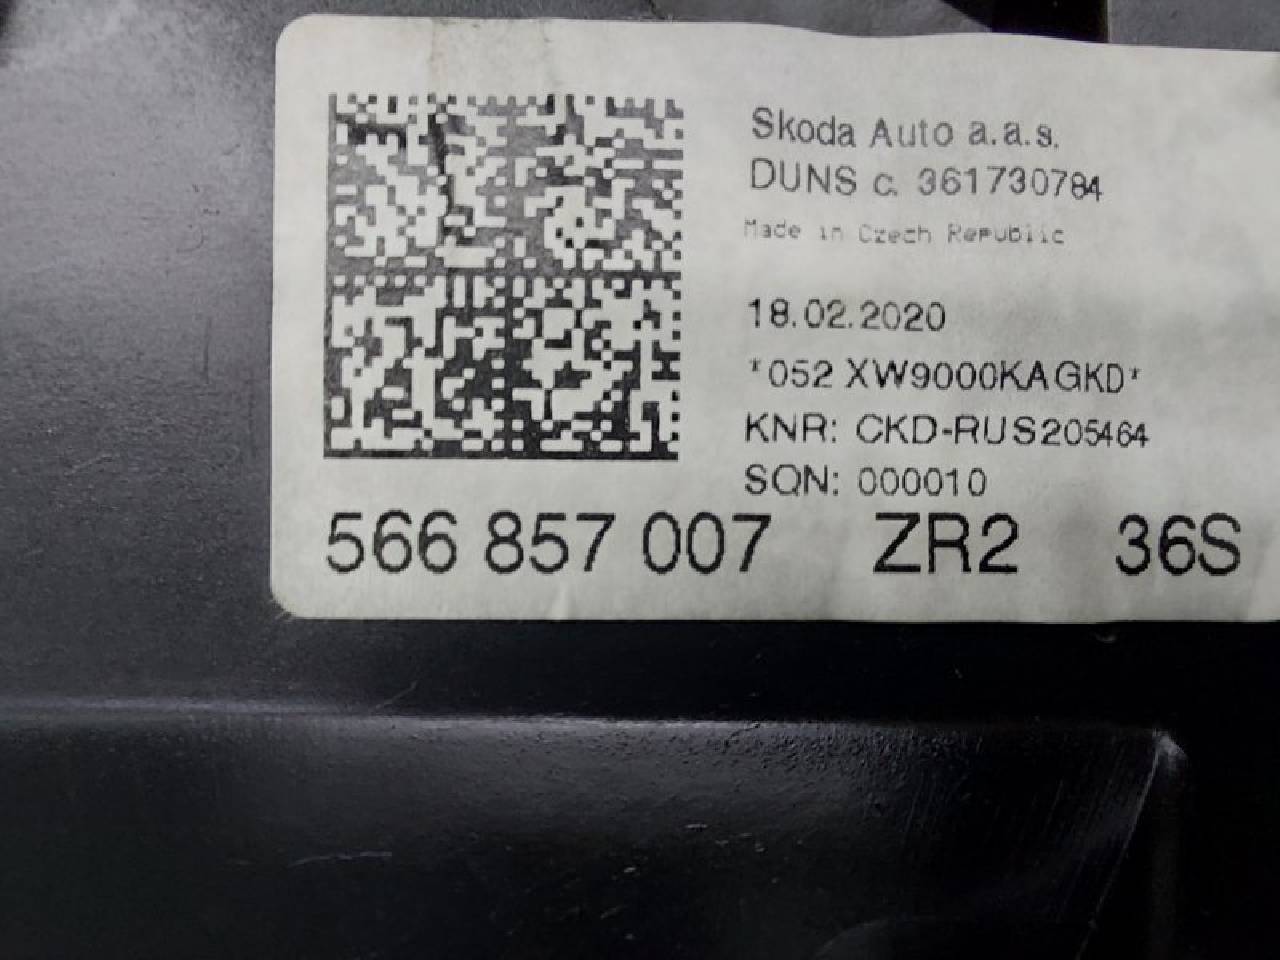 Skoda Auto a.a.s.
DUNS c. 361730784
Made in Czech Republic
18.02.2020
*052 XW9000KAGKD*
KNR: CKD-RUS205464
SQN: 000010
566 857 007 ZR2 36S